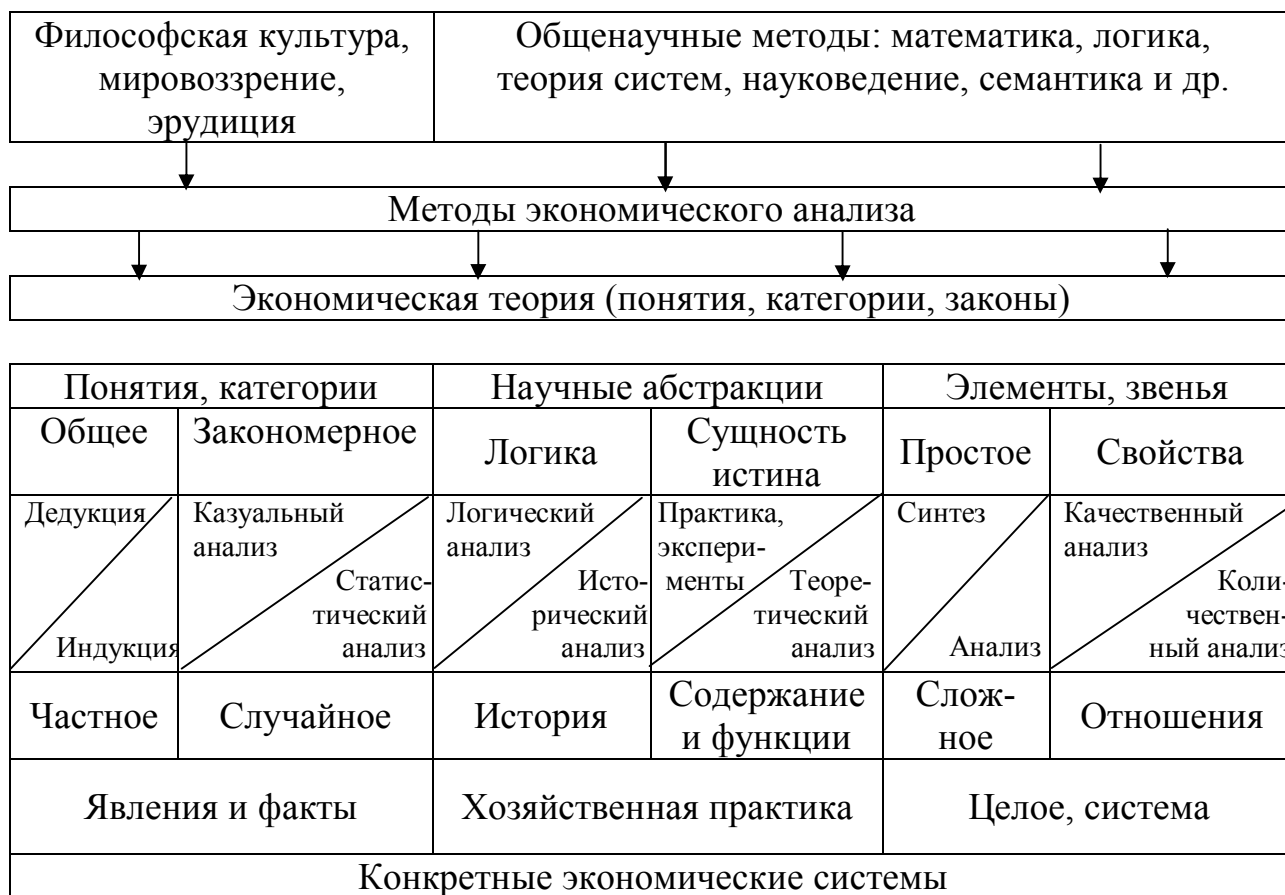 Философская культура,
мировоззрение,
эрудиция
Общенаучные методы: математика, логика,
теория систем, науковедение, семантика и др.
Методы экономического анализа
Экономическая теория (понятия, категории, законы)
Понятия, категории
Научные абстракции
Элементы, звенья
Общее
Закономерное
Логика
Сущность
истина
Простое
Свойства
Дедукция
Индукция
Казуальный
анализ
Статис-
тический
анализ
Логический
анализ
Исто-
рический
анализ
Практика,
экспери-
менты
Теоре-
тический
анализ
Синтез
Анализ
Качественный
анализ
Коли-
чествен-
ный анализ
Частное
Случайное
История
Содержание
и функции
Слож-
ное
Отношения
Явления и факты
Хозяйственная практика
Целое, система
Конкретные экономические системы